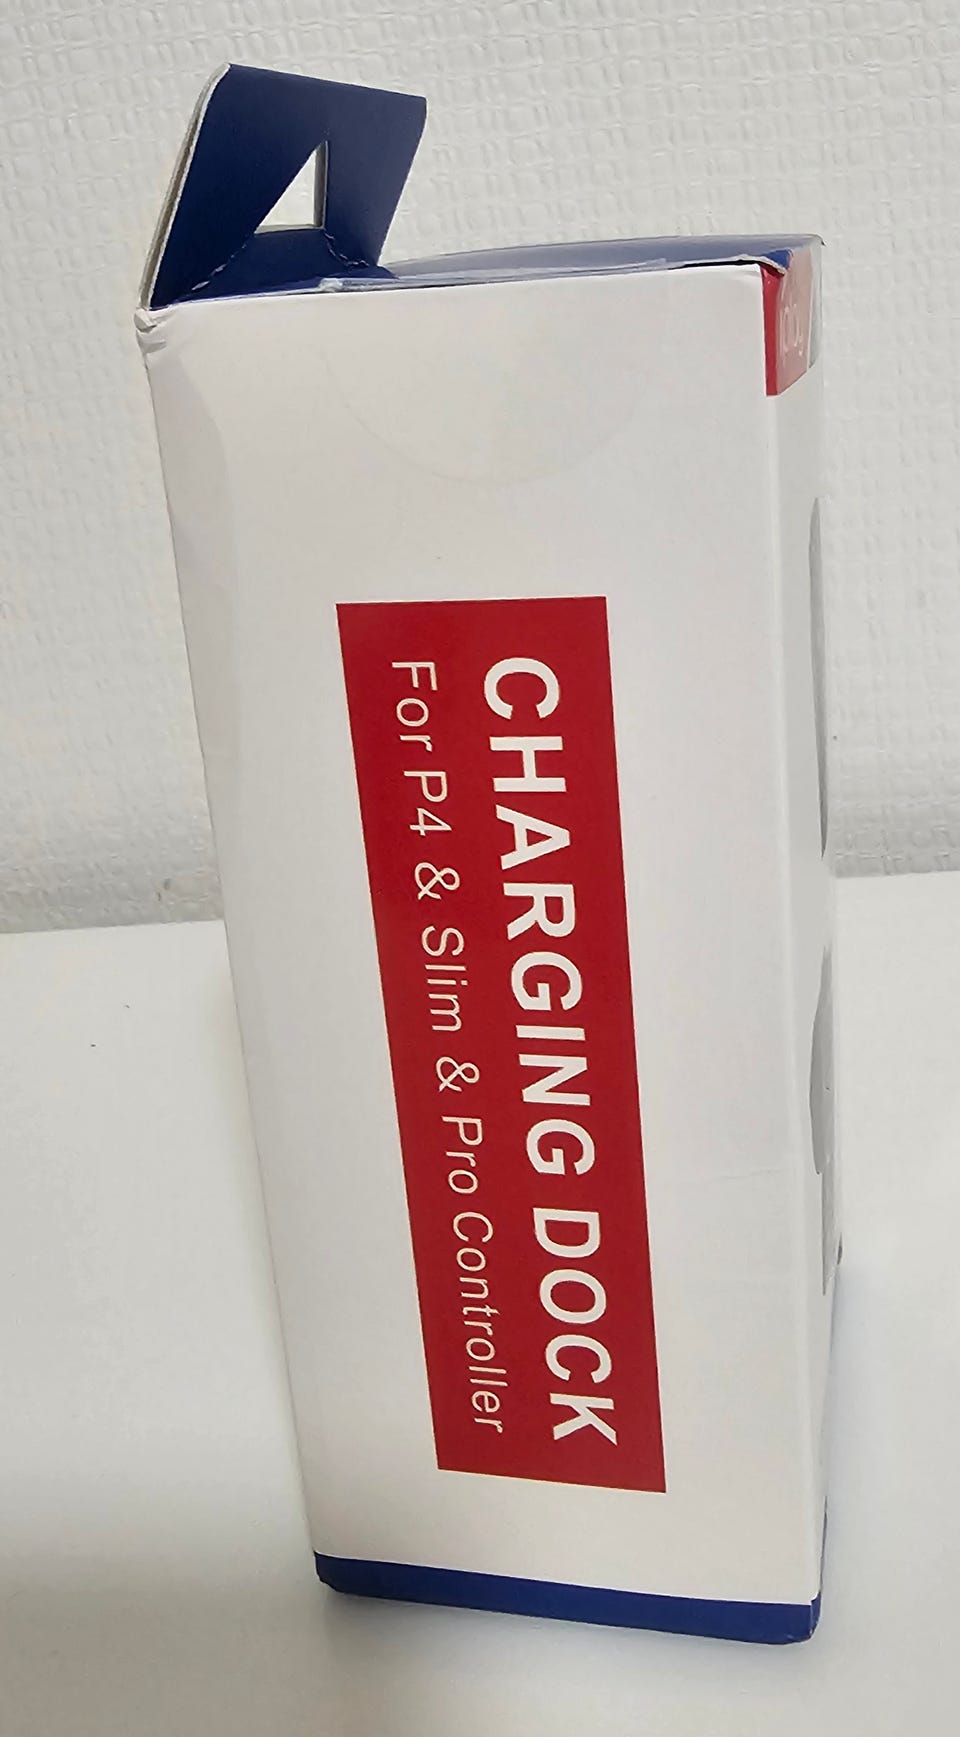 CHARGING DOCK
For P4 & Slim & Pro Controller